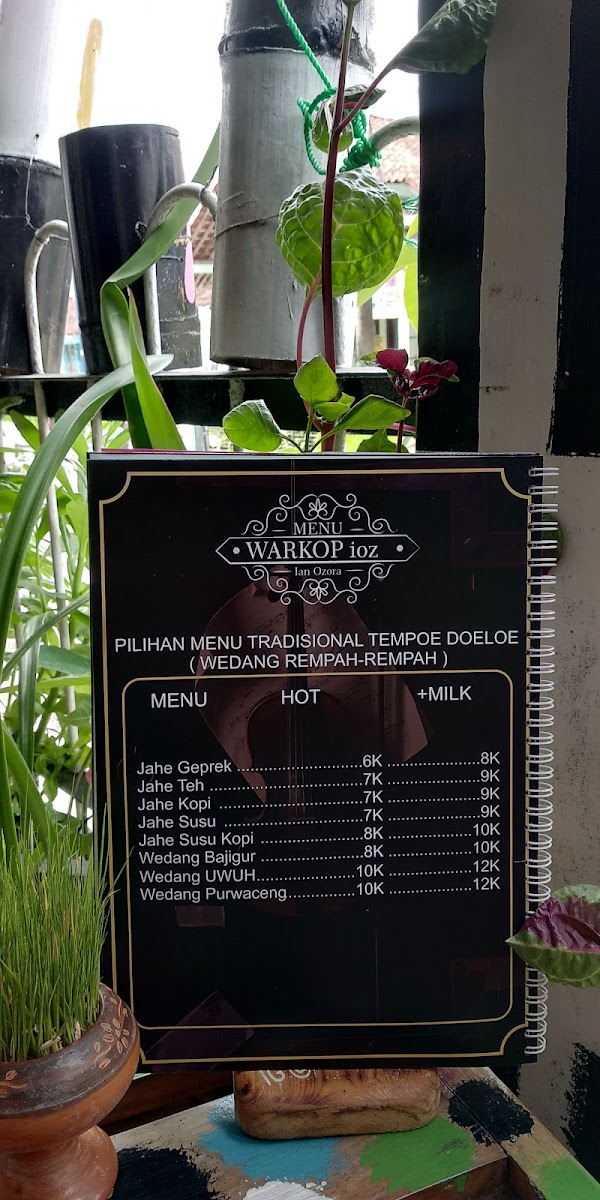 MENU
WARKOP ioz
Ian Ozora
PILIHAN MENU TRADISIONAL TEMPOE DOELOE
( WEDANG REMPAH-REMPAH )
MENU HOT +MILK
Jahe Geprek ........................6K .....................8K
Jahe Teh ..............................7K .....................9K
Jahe Kopi ............................7K .....................9K
Jahe Susu ...........................7K .....................9K
Jahe Susu Kopi ...................8K ...................10K
Wedang Bajigur ...................8K ...................10K
Wedang UWUH..................10K ...................12K
Wedang Purwaceng............10K ...................12K